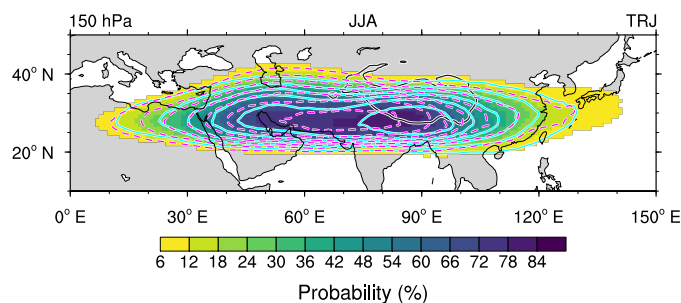 150 hPa JJA TRJ
40° N
20° N
0° E 30° E 60° E 90° E 120° E 150° E
6 12 18 24 30 36 42 48 54 60 66 72 78 84
Probability (%)